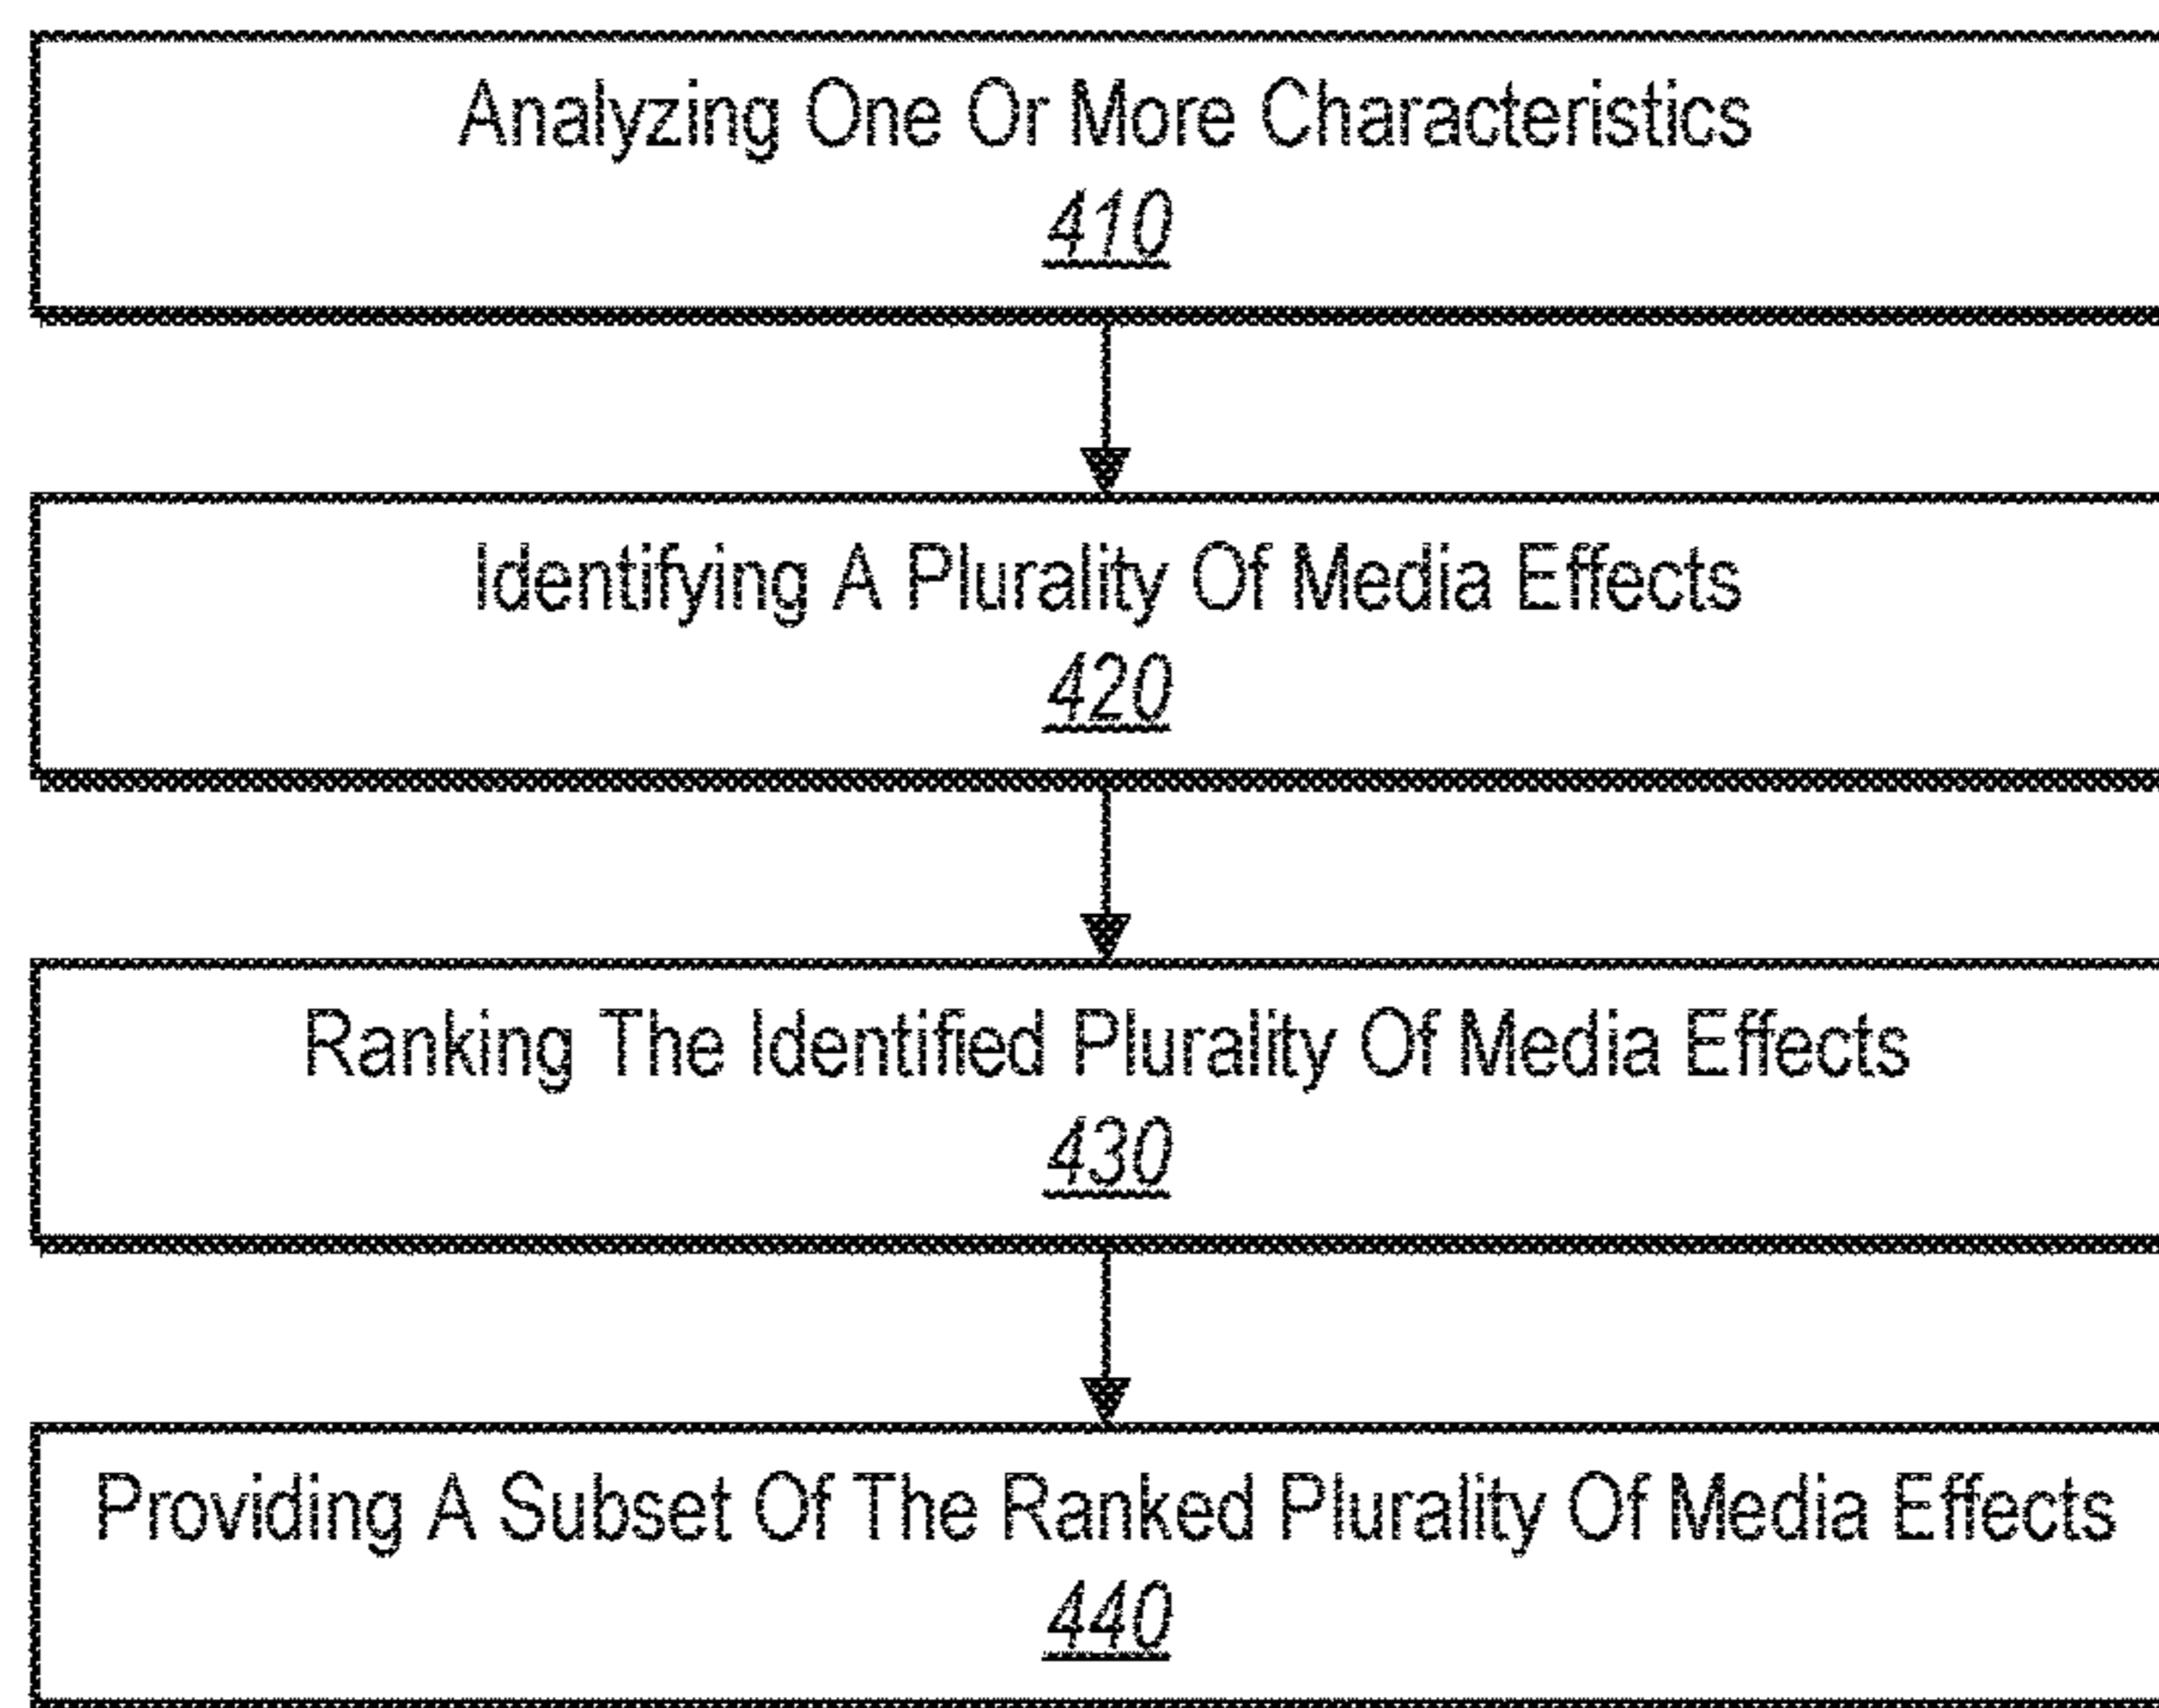 Analyzing One Or More Characteristics
410
Identifying A Plurality Of Media Effects
420
Ranking The Identified Plurality Of Media Effects
430
Providing A Subset Of The Ranked Plurality Of Media Effects
440